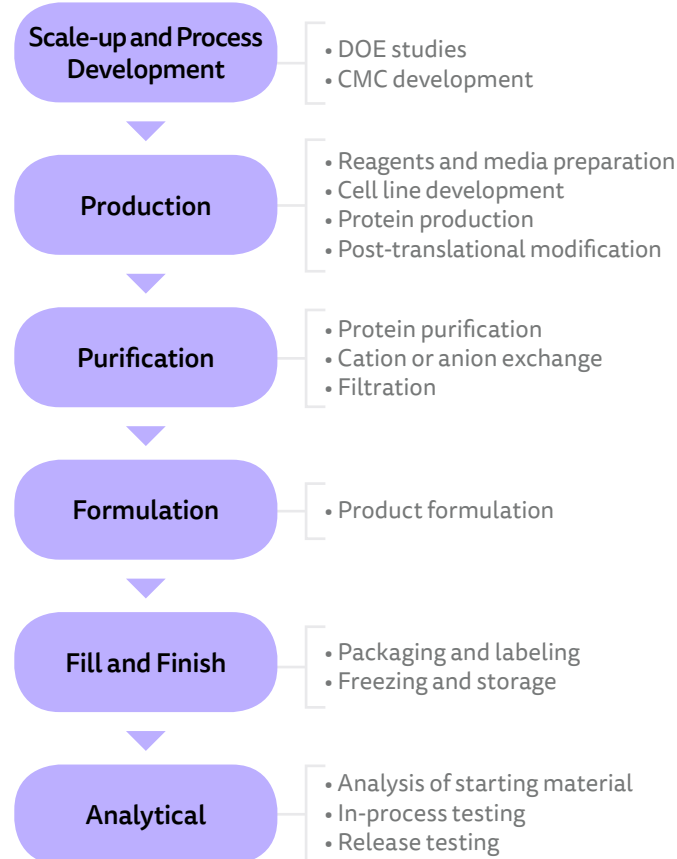 Scale-up and Process
Development
• DOE studies
• CMC development
Production
• Reagents and media preparation
• Cell line development
• Protein production
• Post-translational modification
Purification
• Protein purification
• Cation or anion exchange
• Filtration
Formulation
• Product formulation
Fill and Finish
• Packaging and labeling
• Freezing and storage
Analytical
• Analysis of starting material
• In-process testing
• Release testing